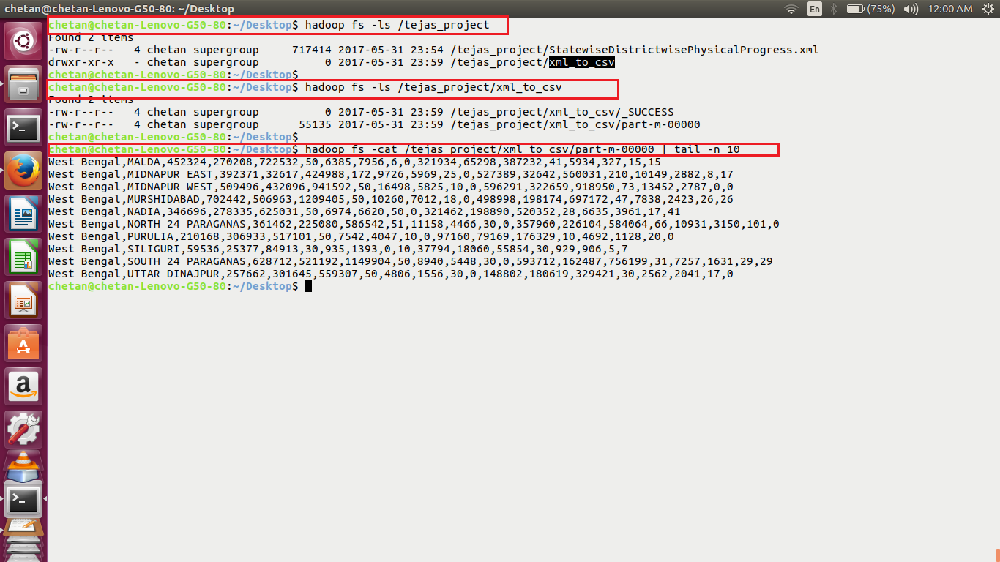 chetan@chetan-Lenovo-G50-80: ~/Desktop En (75%) 12:00 AM
chetan@chetan-Lenovo-G50-80:~/Desktop$ hadoop fs -ls /tejas_project
Found 2 items
-rw-r--r--   4 chetan supergroup     717414 2017-05-31 23:54 /tejas_project/StatewiseDistrictwisePhysicalProgress.xml
drwxr-xr-x   - chetan supergroup          0 2017-05-31 23:59 /tejas_project/xml_to_csv
chetan@chetan-Lenovo-G50-80:~/Desktop$
chetan@chetan-Lenovo-G50-80:~/Desktop$ hadoop fs -ls /tejas_project/xml_to_csv
Found 2 items
-rw-r--r--   4 chetan supergroup          0 2017-05-31 23:59 /tejas_project/xml_to_csv/_SUCCESS
-rw-r--r--   4 chetan supergroup      55135 2017-05-31 23:59 /tejas_project/xml_to_csv/part-m-00000
chetan@chetan-Lenovo-G50-80:~/Desktop$
chetan@chetan-Lenovo-G50-80:~/Desktop$ hadoop fs -cat /tejas_project/xml_to_csv/part-m-00000 | tail -n 10
West Bengal,MALDA,452324,270208,722532,50,6385,7956,6,0,321934,65298,387232,41,5934,327,15,15
West Bengal,MIDNAPUR EAST,392371,32617,424988,172,9726,5969,25,0,527389,32642,560031,210,10149,2882,8,17
West Bengal,MIDNAPUR WEST,509496,432096,941592,50,16498,5825,10,0,596291,322659,918950,73,13452,2787,0,0
West Bengal,MURSHIDABAD,702442,506963,1209405,50,10260,7012,18,0,498998,198174,697172,47,7838,2423,26,26
West Bengal,NADIA,346696,278335,625031,50,6974,6620,50,0,321462,198890,520352,28,6635,3961,17,41
West Bengal,NORTH 24 PARAGANAS,361462,225080,586542,51,11158,4466,30,0,357960,226104,584064,66,10931,3150,101,0
West Bengal,PURULIA,210168,306933,517101,50,7542,4047,10,0,97160,79169,176329,10,4692,1128,20,0
West Bengal,SILIGURI,59536,25377,84913,30,935,1393,0,10,37794,18060,55854,30,929,906,5,7
West Bengal,SOUTH 24 PARAGANAS,628712,521192,1149904,50,8940,5448,30,0,593712,162487,756199,31,7257,1631,29,29
West Bengal,UTTAR DINAJPUR,257662,301645,559307,50,4806,1556,30,0,148802,180619,329421,30,2562,2041,17,0
chetan@chetan-Lenovo-G50-80:~/Desktop$